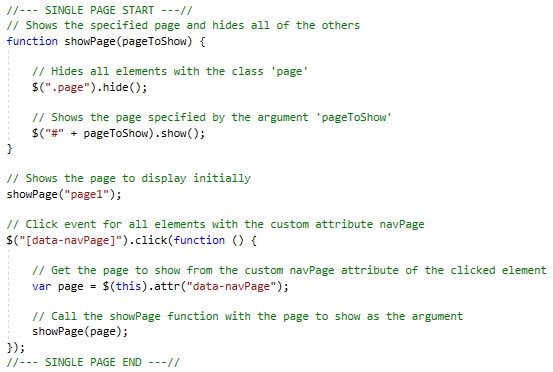 //--- SINGLE PAGE START ---//
// Shows the specified page and hides all of the others
function showPage(pageToShow) {
// Hides all elements with the class 'page'
$(".page").hide();
// Shows the page specified by the argument 'pageToShow'
$("#" + pageToShow).show();
}
// Shows the page to display initially
showPage("page1");
// Click event for all elements with the custom attribute navPage
$("[data-navPage]").click(function () {
// Get the page to show from the custom navPage attribute of the clicked element
var page = $(this).attr("data-navPage");
// Call the showPage function with the page to show as the argument
showPage(page);
});
//--- SINGLE PAGE END ---//